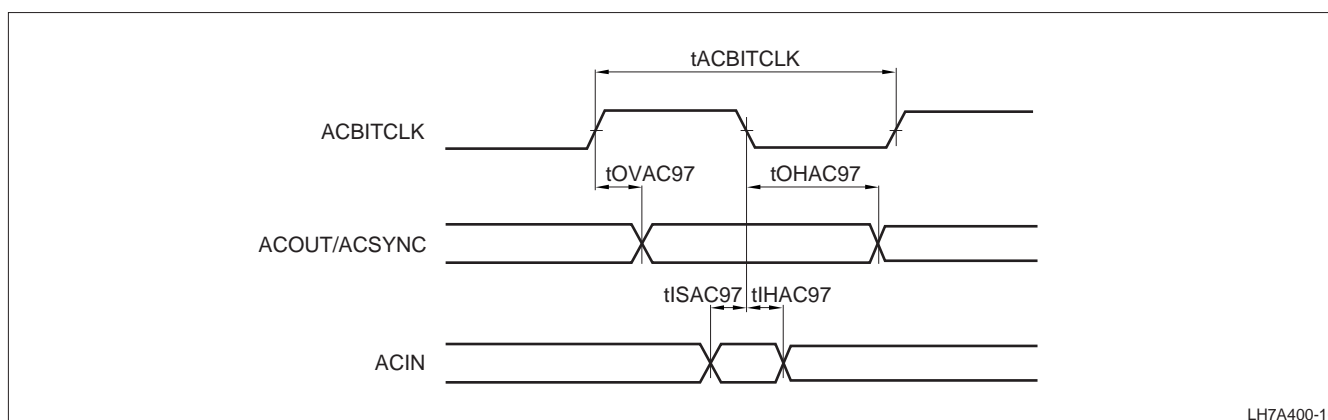 tACBITCLK
ACBITCLK
tOVAC97 tOHAC97
ACOUT/ACSYNC
tISAC97 tIHAC97
ACIN
LH7A400-1